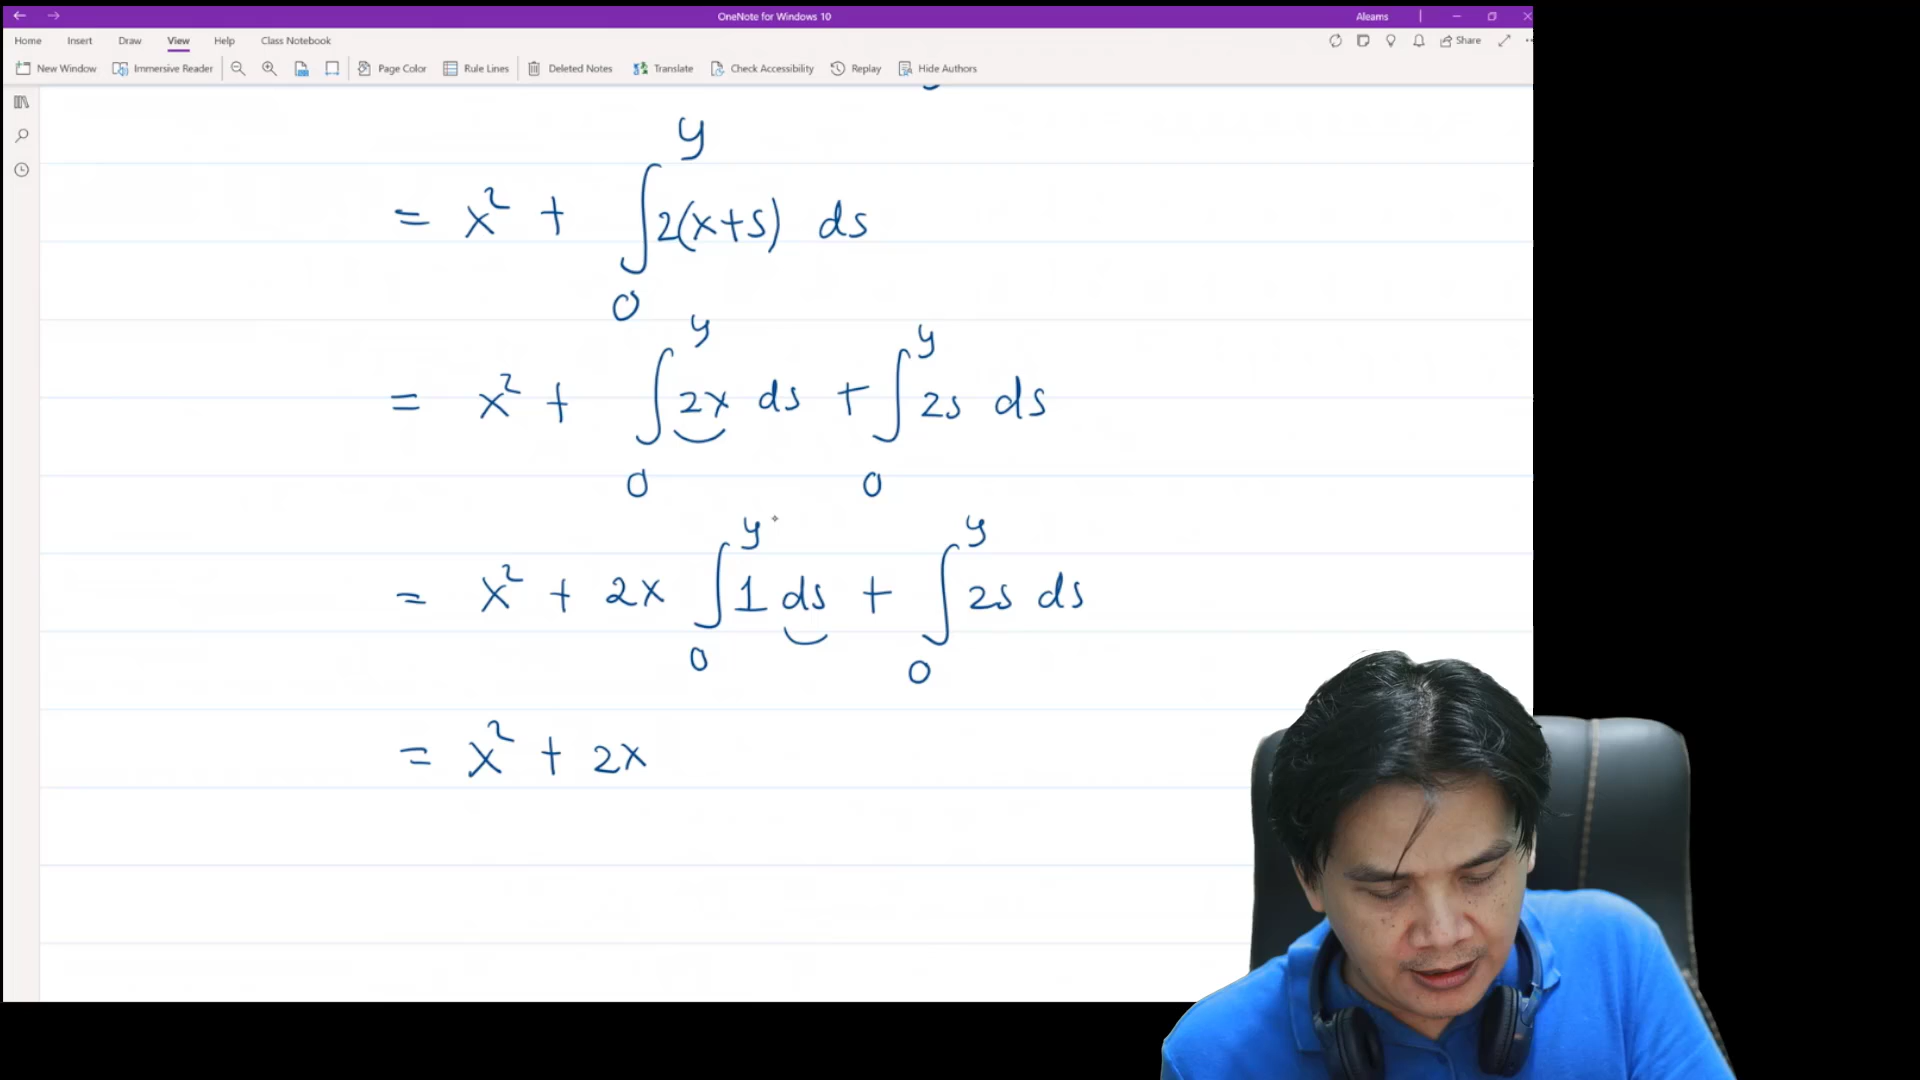 OneNote for Windows 10
Aleams
Home Insert Draw View Help Class Notebook
Share
New Window Immersive Reader Page Color Rule Lines Deleted Notes Translate Check Accessibility Replay Hide Authors
= x² + ∫₀ʸ 2(x+s) ds
= x² + ∫₀ʸ 2x ds + ∫₀ʸ 2s ds
= x² + 2x ∫₀ʸ 1 ds + ∫₀ʸ 2s ds
= x² + 2x